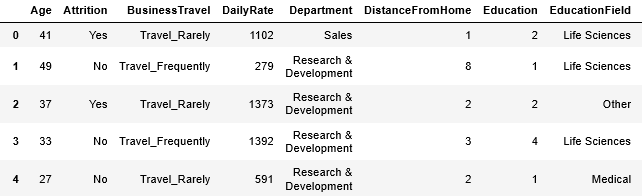 Age Attrition BusinessTravel DailyRate Department DistanceFromHome Education EducationField
0 41 Yes Travel_Rarely 1102 Sales 1 2 Life Sciences
1 49 No Travel_Frequently 279 Research & Development 8 1 Life Sciences
2 37 Yes Travel_Rarely 1373 Research & Development 2 2 Other
3 33 No Travel_Frequently 1392 Research & Development 3 4 Life Sciences
4 27 No Travel_Rarely 591 Research & Development 2 1 Medical